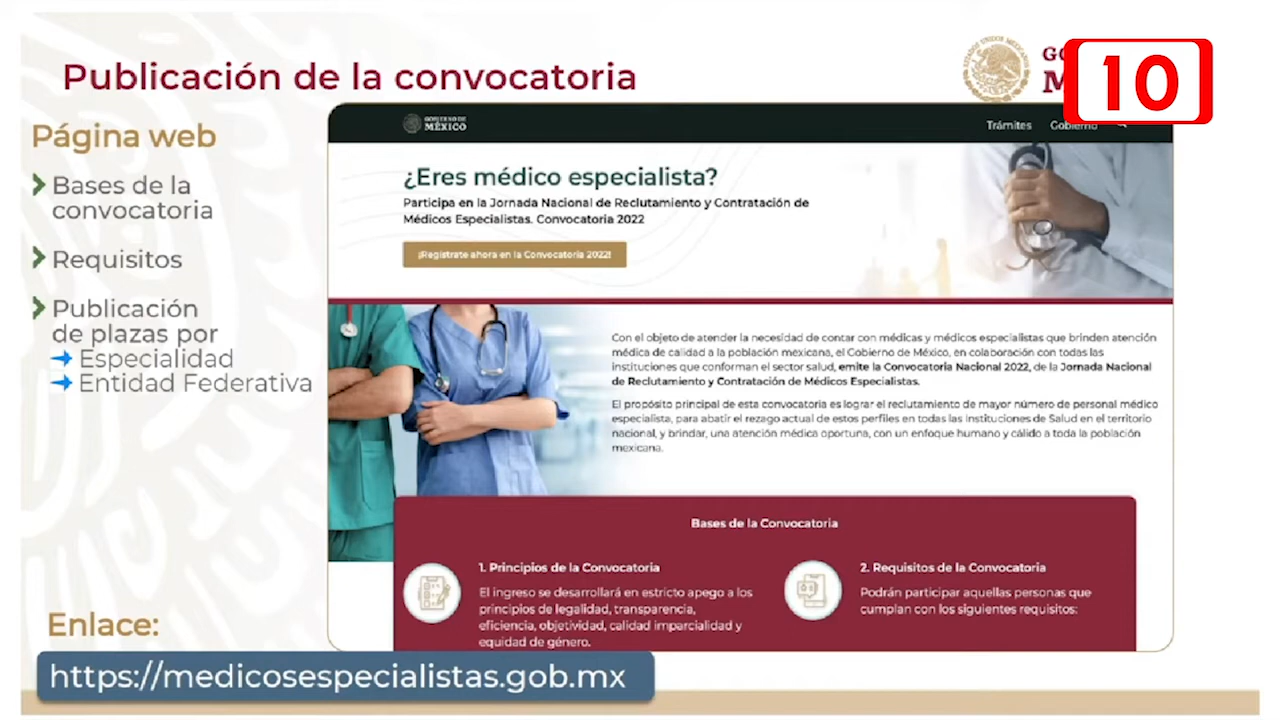 Publicación de la convocatoria
10
Página web
Bases de la
convocatoria
Requisitos
Publicación
de plazas por
Especialidad
Entidad Federativa
GOBIERNO DE
MÉXICO
Trámites Gobierno
¿Eres médico especialista?
Participa en la Jornada Nacional de Reclutamiento y Contratación de
Médicos Especialistas. Convocatoria 2022
¡Regístrate ahora en la Convocatoria 2022!
Con el objeto de atender la necesidad de contar con médicas y médicos especialistas que brinden atención
médica de calidad a la población mexicana, el Gobierno de México, en colaboración con todas las
instituciones que conforman el sector salud, emite la Convocatoria Nacional 2022, de la Jornada Nacional
de Reclutamiento y Contratación de Médicos Especialistas.
El propósito principal de esta convocatoria es lograr el reclutamiento de mayor número de personal médico
especialista, para abatir el rezago actual de estos perfiles en todas las Instituciones de Salud en el territorio
nacional, y brindar, una atención médica oportuna, con un enfoque humano y cálido a toda la población
mexicana.
Bases de la Convocatoria
1. Principios de la Convocatoria
El ingreso se desarrollará en estricto apego a los
principios de legalidad, transparencia,
eficiencia, objetividad, calidad imparcialidad y
equidad de género.
2. Requisitos de la Convocatoria
Podrán participar aquellas personas que
cumplan con los siguientes requisitos:
Enlace:
https://medicosespecialistas.gob.mx